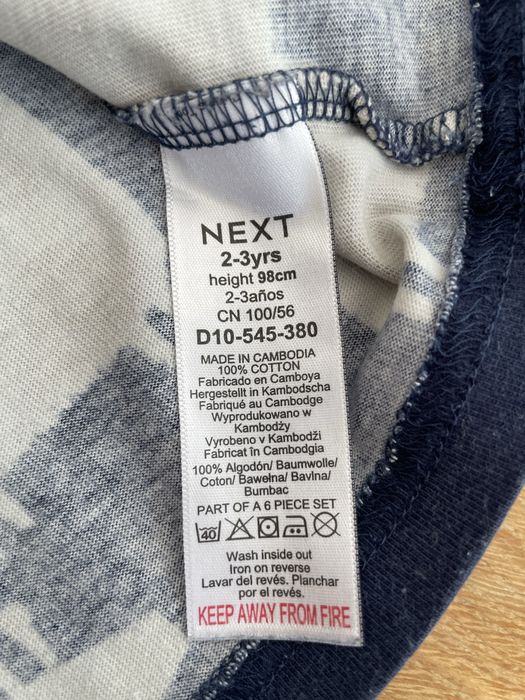 NEXT
2-3yrs
height 98cm
2-3años
CN 100/56
D10-545-380
MADE IN CAMBODIA
100% COTTON
Fabricado en Camboya
Hergestellt in Kambodscha
Fabriqué au Cambodge
Wyprodukowano w
Kambodży
Vyrobeno v Kambodži
Fabricat în Cambodgia
100% Algodón/ Baumwolle/
Coton/ Bawełna/ Bavlna/
Bumbac
PART OF A 6 PIECE SET
40
Wash inside out
Iron on reverse
Lavar del revés. Planchar
por el revés.
KEEP AWAY FROM FIRE